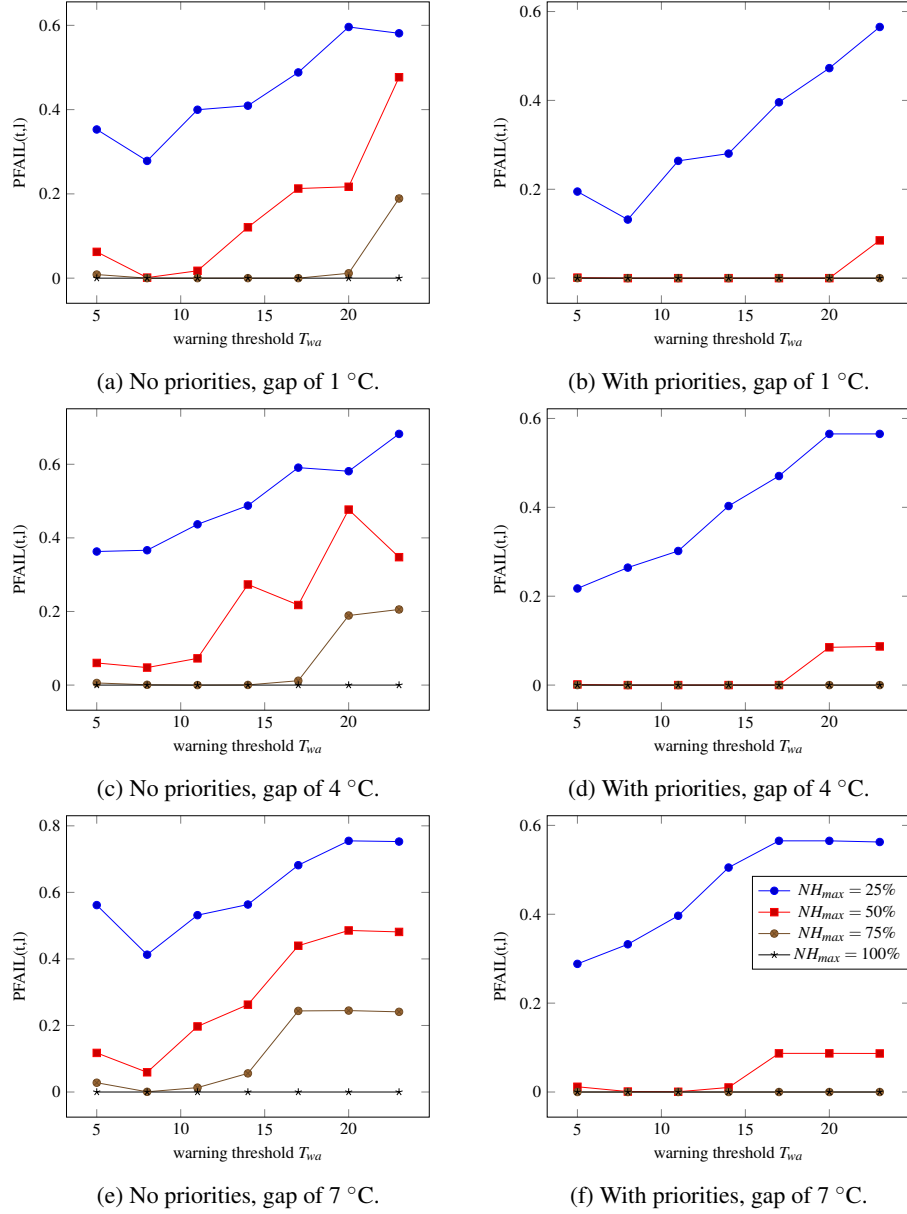 0.6
0.4
0.2
0
PFAIL(t,l)
5 10 15 20
warning threshold T_wa
(a) No priorities, gap of 1 °C.
0.6
0.4
0.2
0
PFAIL(t,l)
5 10 15 20
warning threshold T_wa
(b) With priorities, gap of 1 °C.
0.6
0.4
0.2
0
PFAIL(t,l)
5 10 15 20
warning threshold T_wa
(c) No priorities, gap of 4 °C.
0.6
0.4
0.2
0
PFAIL(t,l)
5 10 15 20
warning threshold T_wa
(d) With priorities, gap of 4 °C.
0.8
0.6
0.4
0.2
0
PFAIL(t,l)
5 10 15 20
warning threshold T_wa
(e) No priorities, gap of 7 °C.
0.6
0.4
0.2
0
PFAIL(t,l)
NH_max = 25%
NH_max = 50%
NH_max = 75%
NH_max = 100%
5 10 15 20
warning threshold T_wa
(f) With priorities, gap of 7 °C.